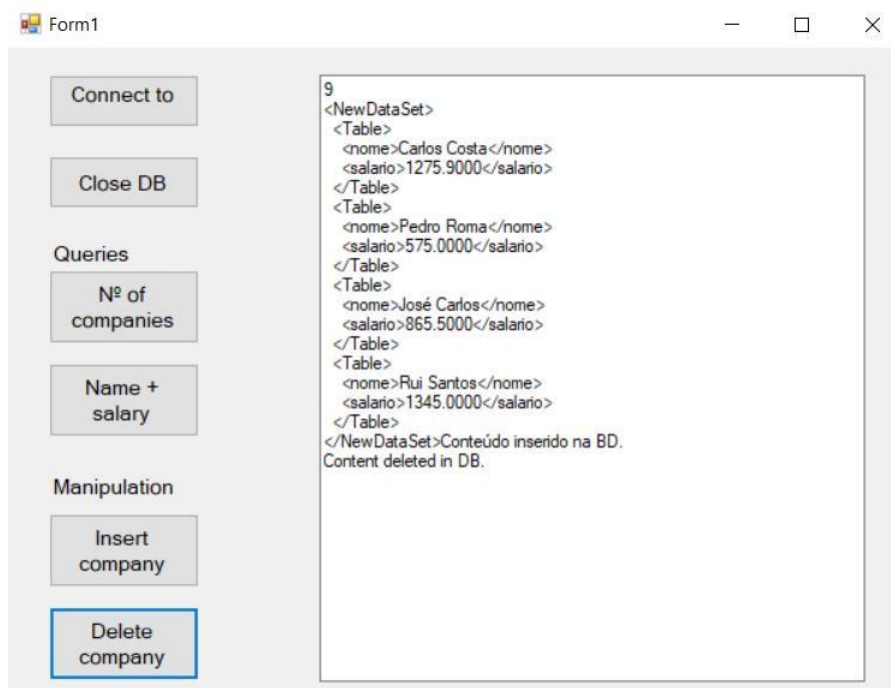 Form1
Connect to
Close DB
Queries
Nº of
companies
Name +
salary
Manipulation
Insert
company
Delete
company
9
<NewDataSet>
<Table>
<nome>Carlos Costa</nome>
<salario>1275.9000</salario>
</Table>
<Table>
<nome>Pedro Roma</nome>
<salario>575.0000</salario>
</Table>
<Table>
<nome>José Carlos</nome>
<salario>865.5000</salario>
</Table>
<Table>
<nome>Rui Santos</nome>
<salario>1345.0000</salario>
</Table>
</NewDataSet>Conteúdo inserido na BD.
Content deleted in DB.